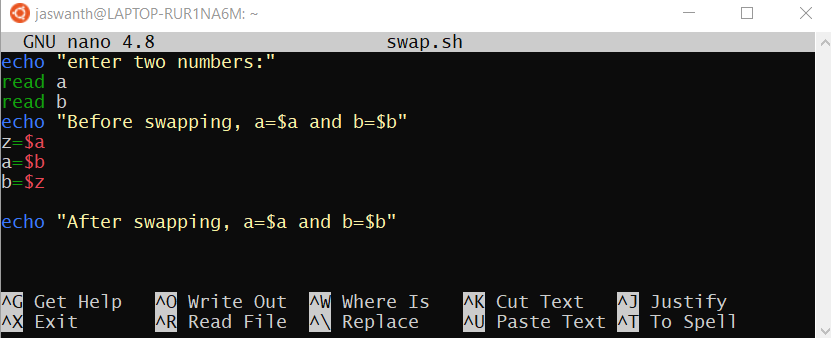 jaswanth@LAPTOP-RUR1NA6M: ~
GNU nano 4.8 swap.sh
echo "enter two numbers:"
read a
read b
echo "Before swapping, a=$a and b=$b"
z=$a
a=$b
b=$z
echo "After swapping, a=$a and b=$b"
^G Get Help ^O Write Out ^W Where Is ^K Cut Text ^J Justify
^X Exit ^R Read File ^\ Replace ^U Paste Text ^T To Spell